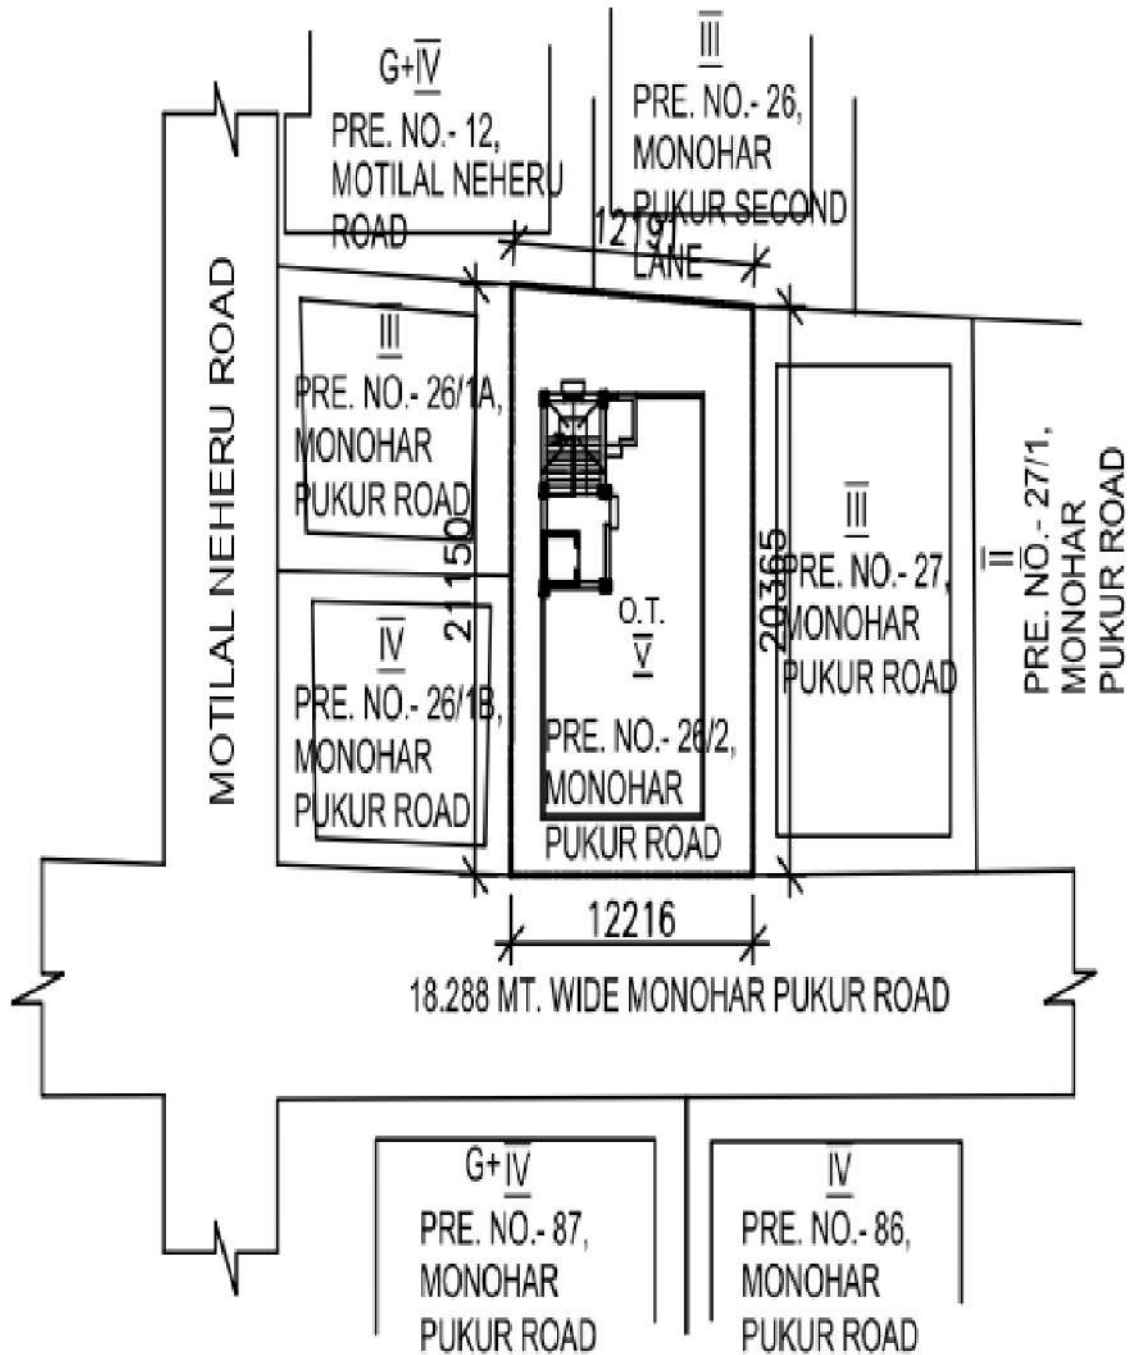 G+IV
PRE. NO.- 12,
MOTILAL NEHERU
ROAD
III
PRE. NO.- 26,
MONOHAR
PUKUR SECOND
LANE
MOTILAL NEHERU ROAD
III
PRE. NO.- 26/1A,
MONOHAR
PUKUR ROAD
21150
IV
PRE. NO.- 26/1B,
MONOHAR
PUKUR ROAD
O.T.
V
PRE. NO.- 26/2,
MONOHAR
PUKUR ROAD
20365
III
PRE. NO.- 27,
MONOHAR
PUKUR ROAD
II
PRE. NO.- 27/1,
MONOHAR
PUKUR ROAD
12216
18.288 MT. WIDE MONOHAR PUKUR ROAD
G+IV
PRE. NO.- 87,
MONOHAR
PUKUR ROAD
IV
PRE. NO.- 86,
MONOHAR
PUKUR ROAD